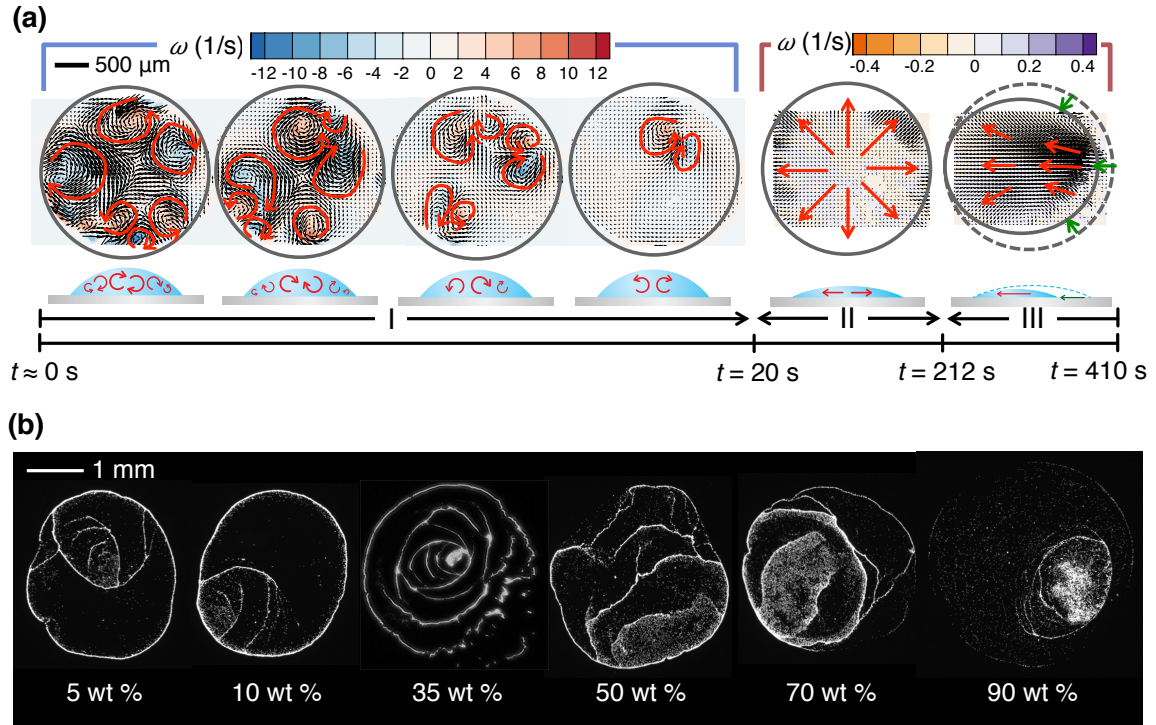 (a)
ω (1/s)
-12 -10 -8 -6 -4 -2 0 2 4 6 8 10 12
ω (1/s)
-0.4 -0.2 0 0.2 0.4
500 µm
I II III
t ≈ 0 s t = 20 s t = 212 s t = 410 s
(b)
1 mm
5 wt % 10 wt % 35 wt % 50 wt % 70 wt % 90 wt %